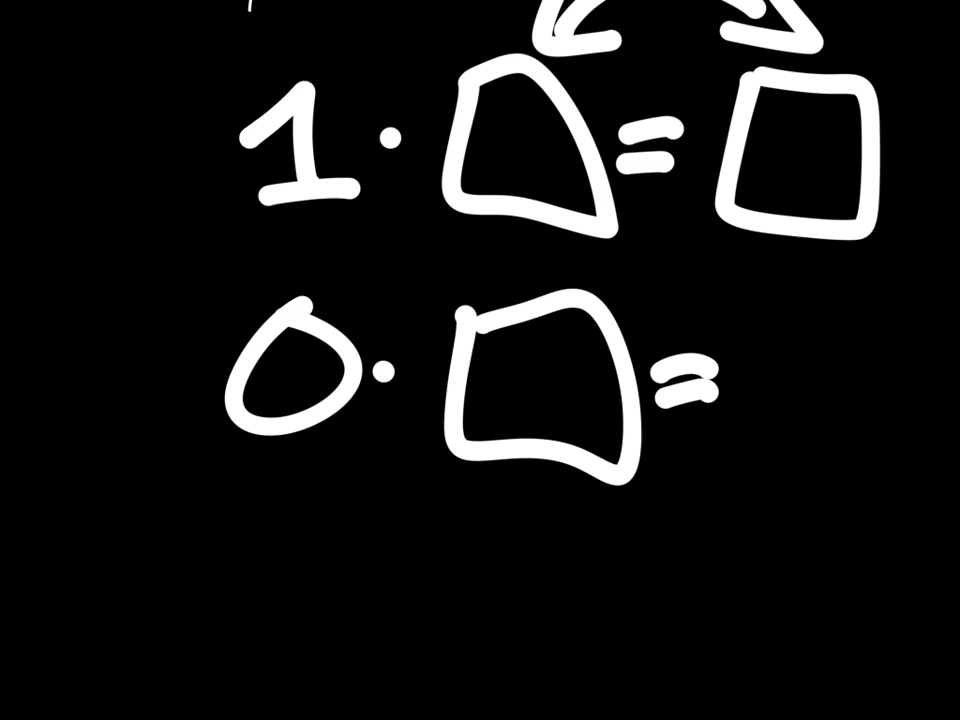 1 · □ = □
0 · □ =